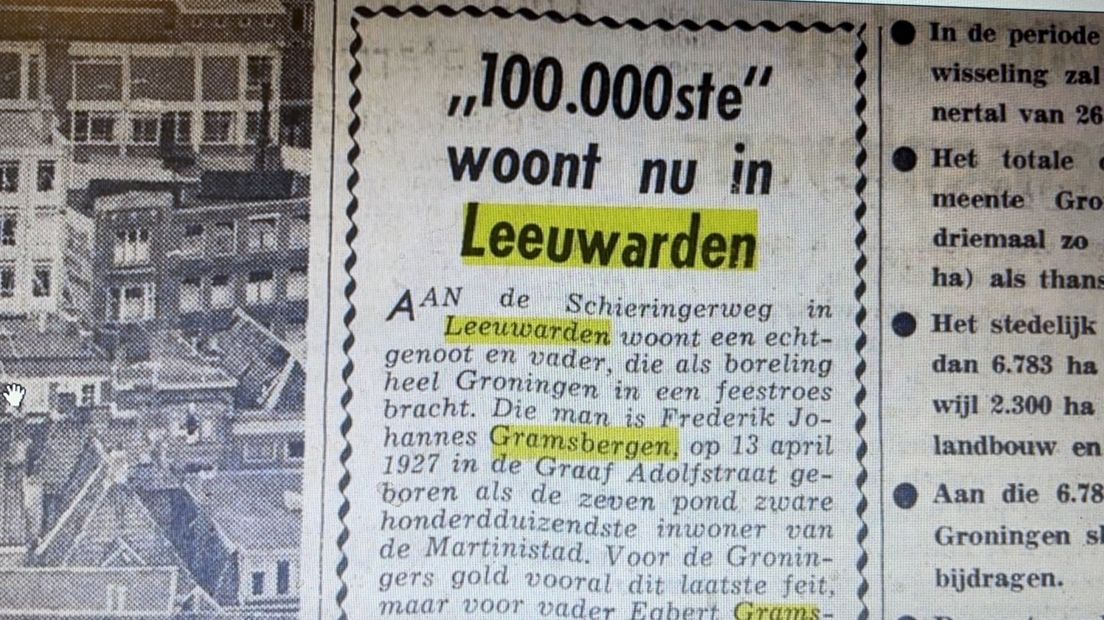 „100.000ste”
woont nu in
Leeuwarden
AAN de Schieringerweg in
Leeuwarden woont een echt-
genoot en vader, die als boreling
heel Groningen in een feestroes
bracht. Die man is Frederik Jo-
hannes Gramsbergen, op 13 april
1927 in de Graaf Adolfstraat ge-
boren als de zeven pond zware
honderdduizendste inwoner van
de Martinistad. Voor de Gronin-
gers gold vooral dit laatste feit,
maar voor vader Egbert Grams-
● In de periode
wisseling zal
nertal van 26
● Het totale
meente Gro
driemaal zo
ha) als thans
● Het stedelijk
dan 6.783 ha
wijl 2.300 ha
landbouw en
● Aan die 6.78
Groningen sl
bijdragen.